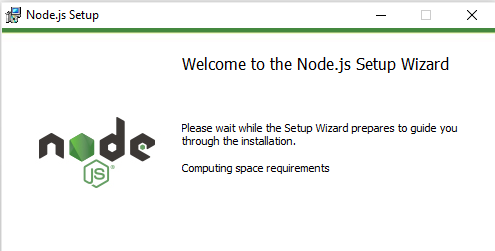 Node.js Setup
Welcome to the Node.js Setup Wizard
Please wait while the Setup Wizard prepares to guide you
through the installation.
node
JS®
Computing space requirements